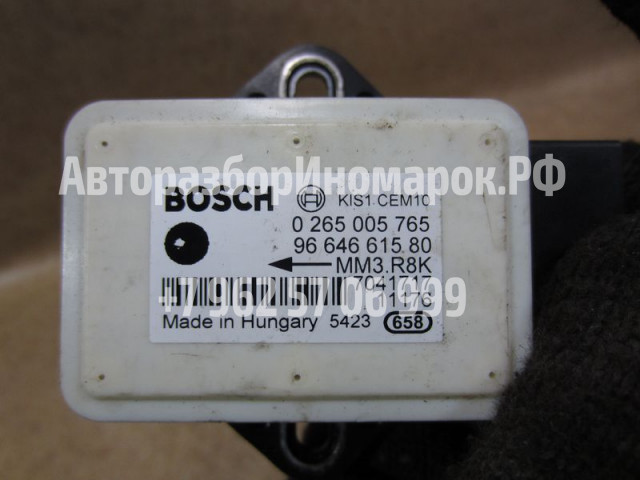 АвторазборИномарок.РФ
BOSCH KIS1 CEM10
0 265 005 765
96 646 615 80
MM3.R8K
7041717
Made in Hungary 5423 658